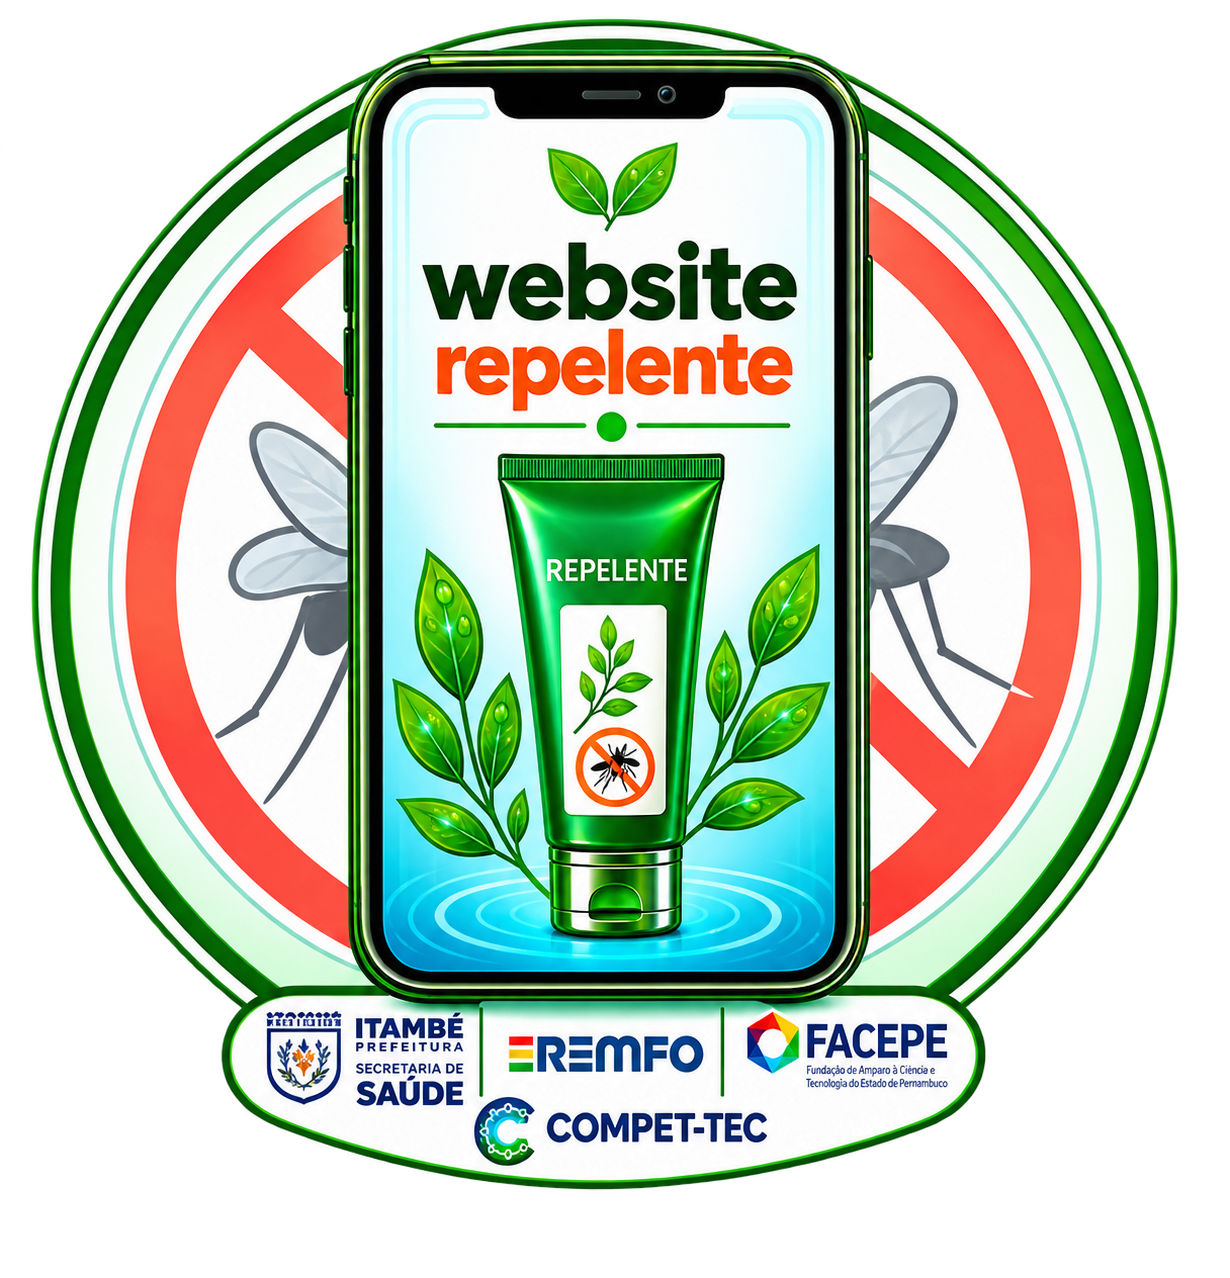 website
repelente
REPELENTE
ITAMBÉ
PREFEITURA
SECRETARIA DE
SAÚDE
EREMFO
FACEPE
Fundação de Amparo à Ciência e
Tecnologia do Estado de Pernambuco
COMPET-TEC